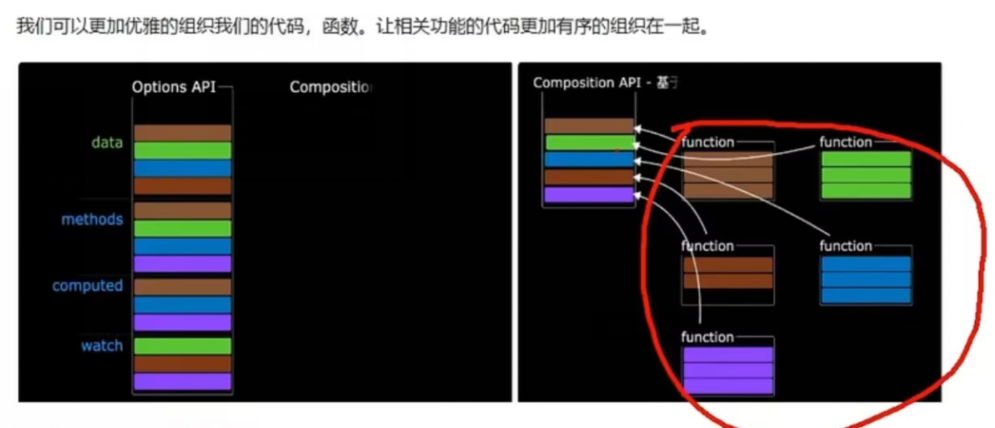 我们可以更加优雅的组织我们的代码，函数。让相关功能的代码更加有序的组织在一起。
Options API
Compositio
data
methods
computed
watch
Composition API - 基于
function
function
function
function
function